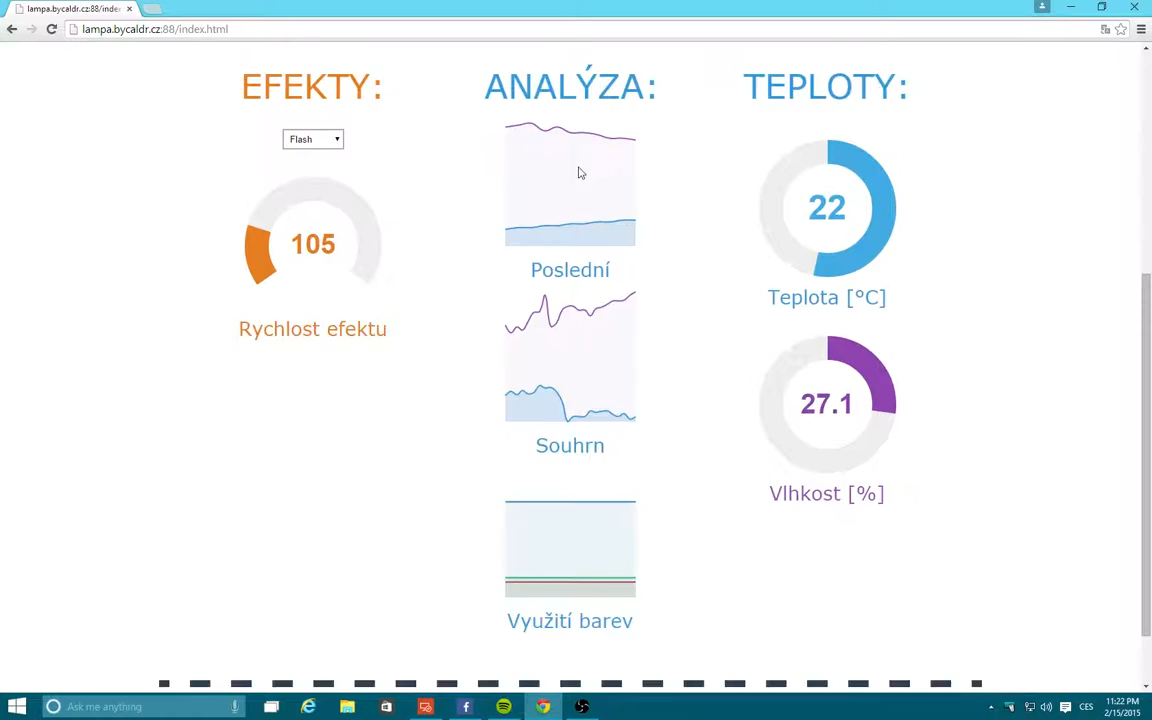 lampa.bycaldr.cz:88/index
lampa.bycaldr.cz:88/index.html
EFEKTY:
Flash
105
Rychlost efektu
ANALÝZA:
Poslední
Souhrn
Využití barev
TEPLOTY:
22
Teplota [°C]
27.1
Vlhkost [%]
Ask me anything
CES
11:22 PM
2/15/2015